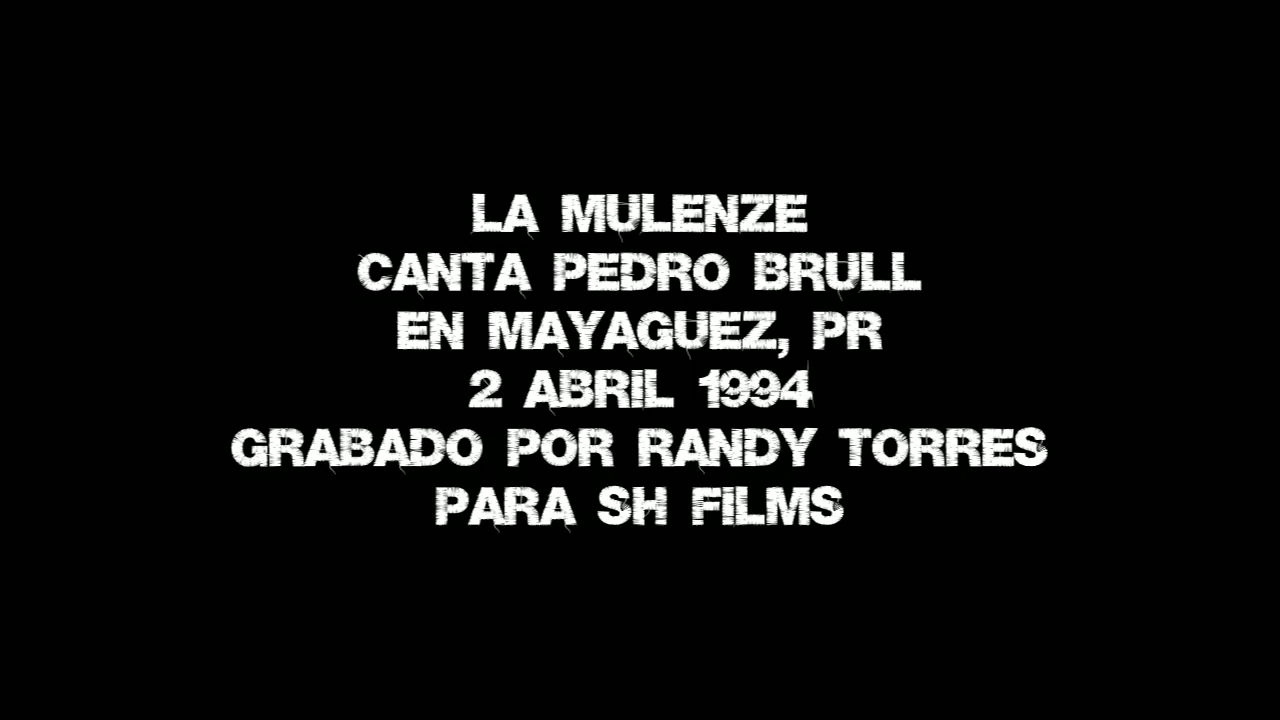 LA MULENZE
CANTA PEDRO BRULL
EN MAYAGUEZ, PR
2 ABRIL 1994
GRABADO POR RANDY TORRES
PARA SH FILMS